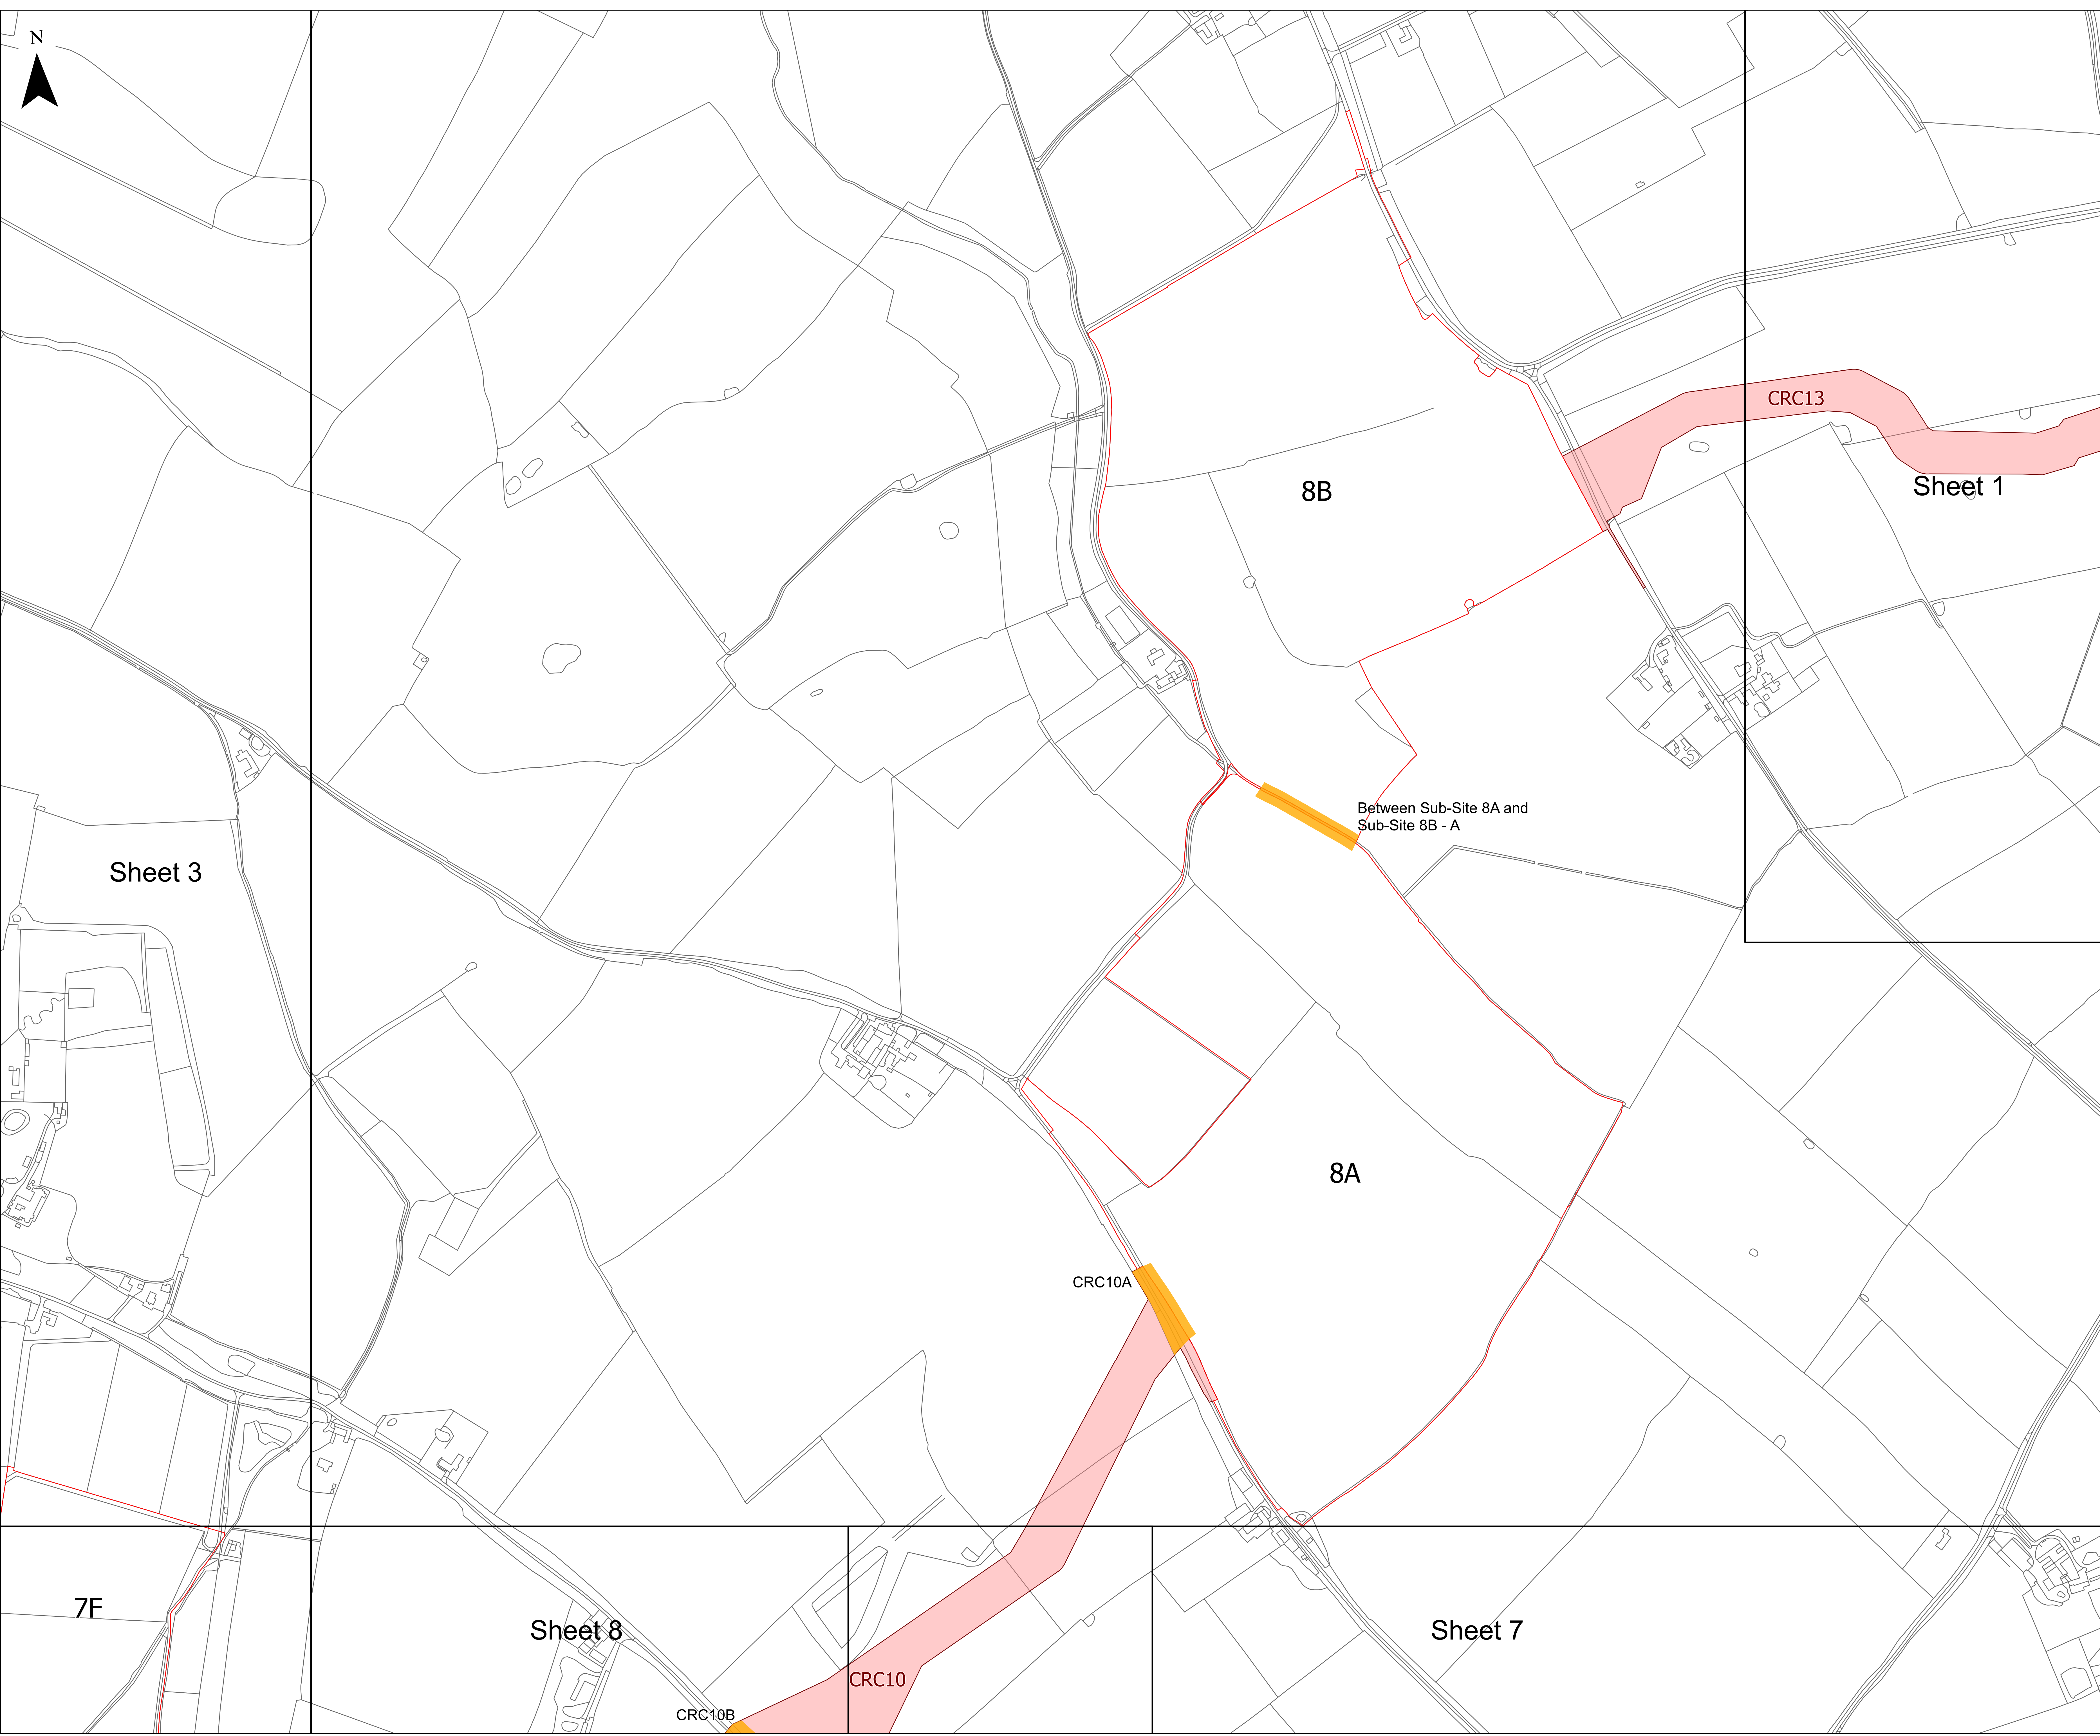 N
CRC13
Sheet 1
8B
Between Sub-Site 8A and
Sub-Site 8B - A
Sheet 3
8A
CRC10A
7F
Sheet 8
Sheet 7
CRC10
CRC10B